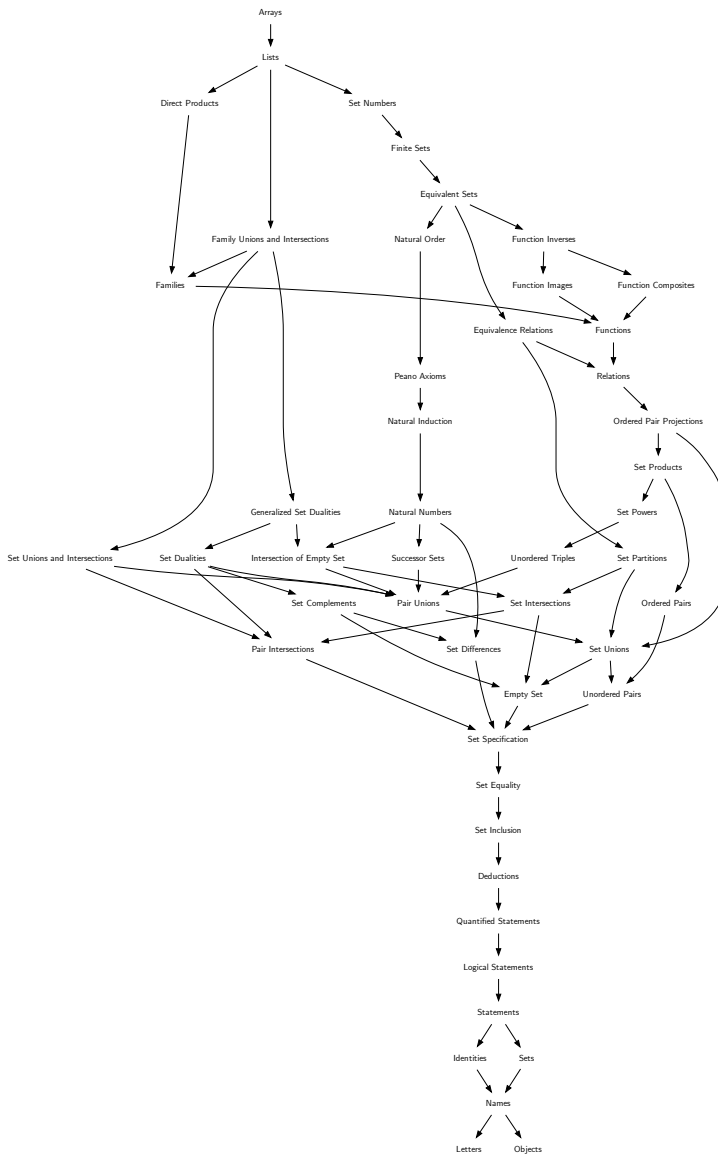 Arrays
Lists
Direct Products
Set Numbers
Finite Sets
Equivalent Sets
Family Unions and Intersections
Natural Order
Function Inverses
Families
Function Images
Function Composites
Equivalence Relations
Functions
Peano Axioms
Relations
Natural Induction
Ordered Pair Projections
Set Products
Generalized Set Dualities
Natural Numbers
Set Powers
Set Unions and Intersections
Set Dualities
Intersection of Empty Set
Successor Sets
Unordered Triples
Set Partitions
Set Complements
Pair Unions
Set Intersections
Ordered Pairs
Pair Intersections
Set Differences
Set Unions
Empty Set
Unordered Pairs
Set Specification
Set Equality
Set Inclusion
Deductions
Quantified Statements
Logical Statements
Statements
Identities
Sets
Names
Letters
Objects